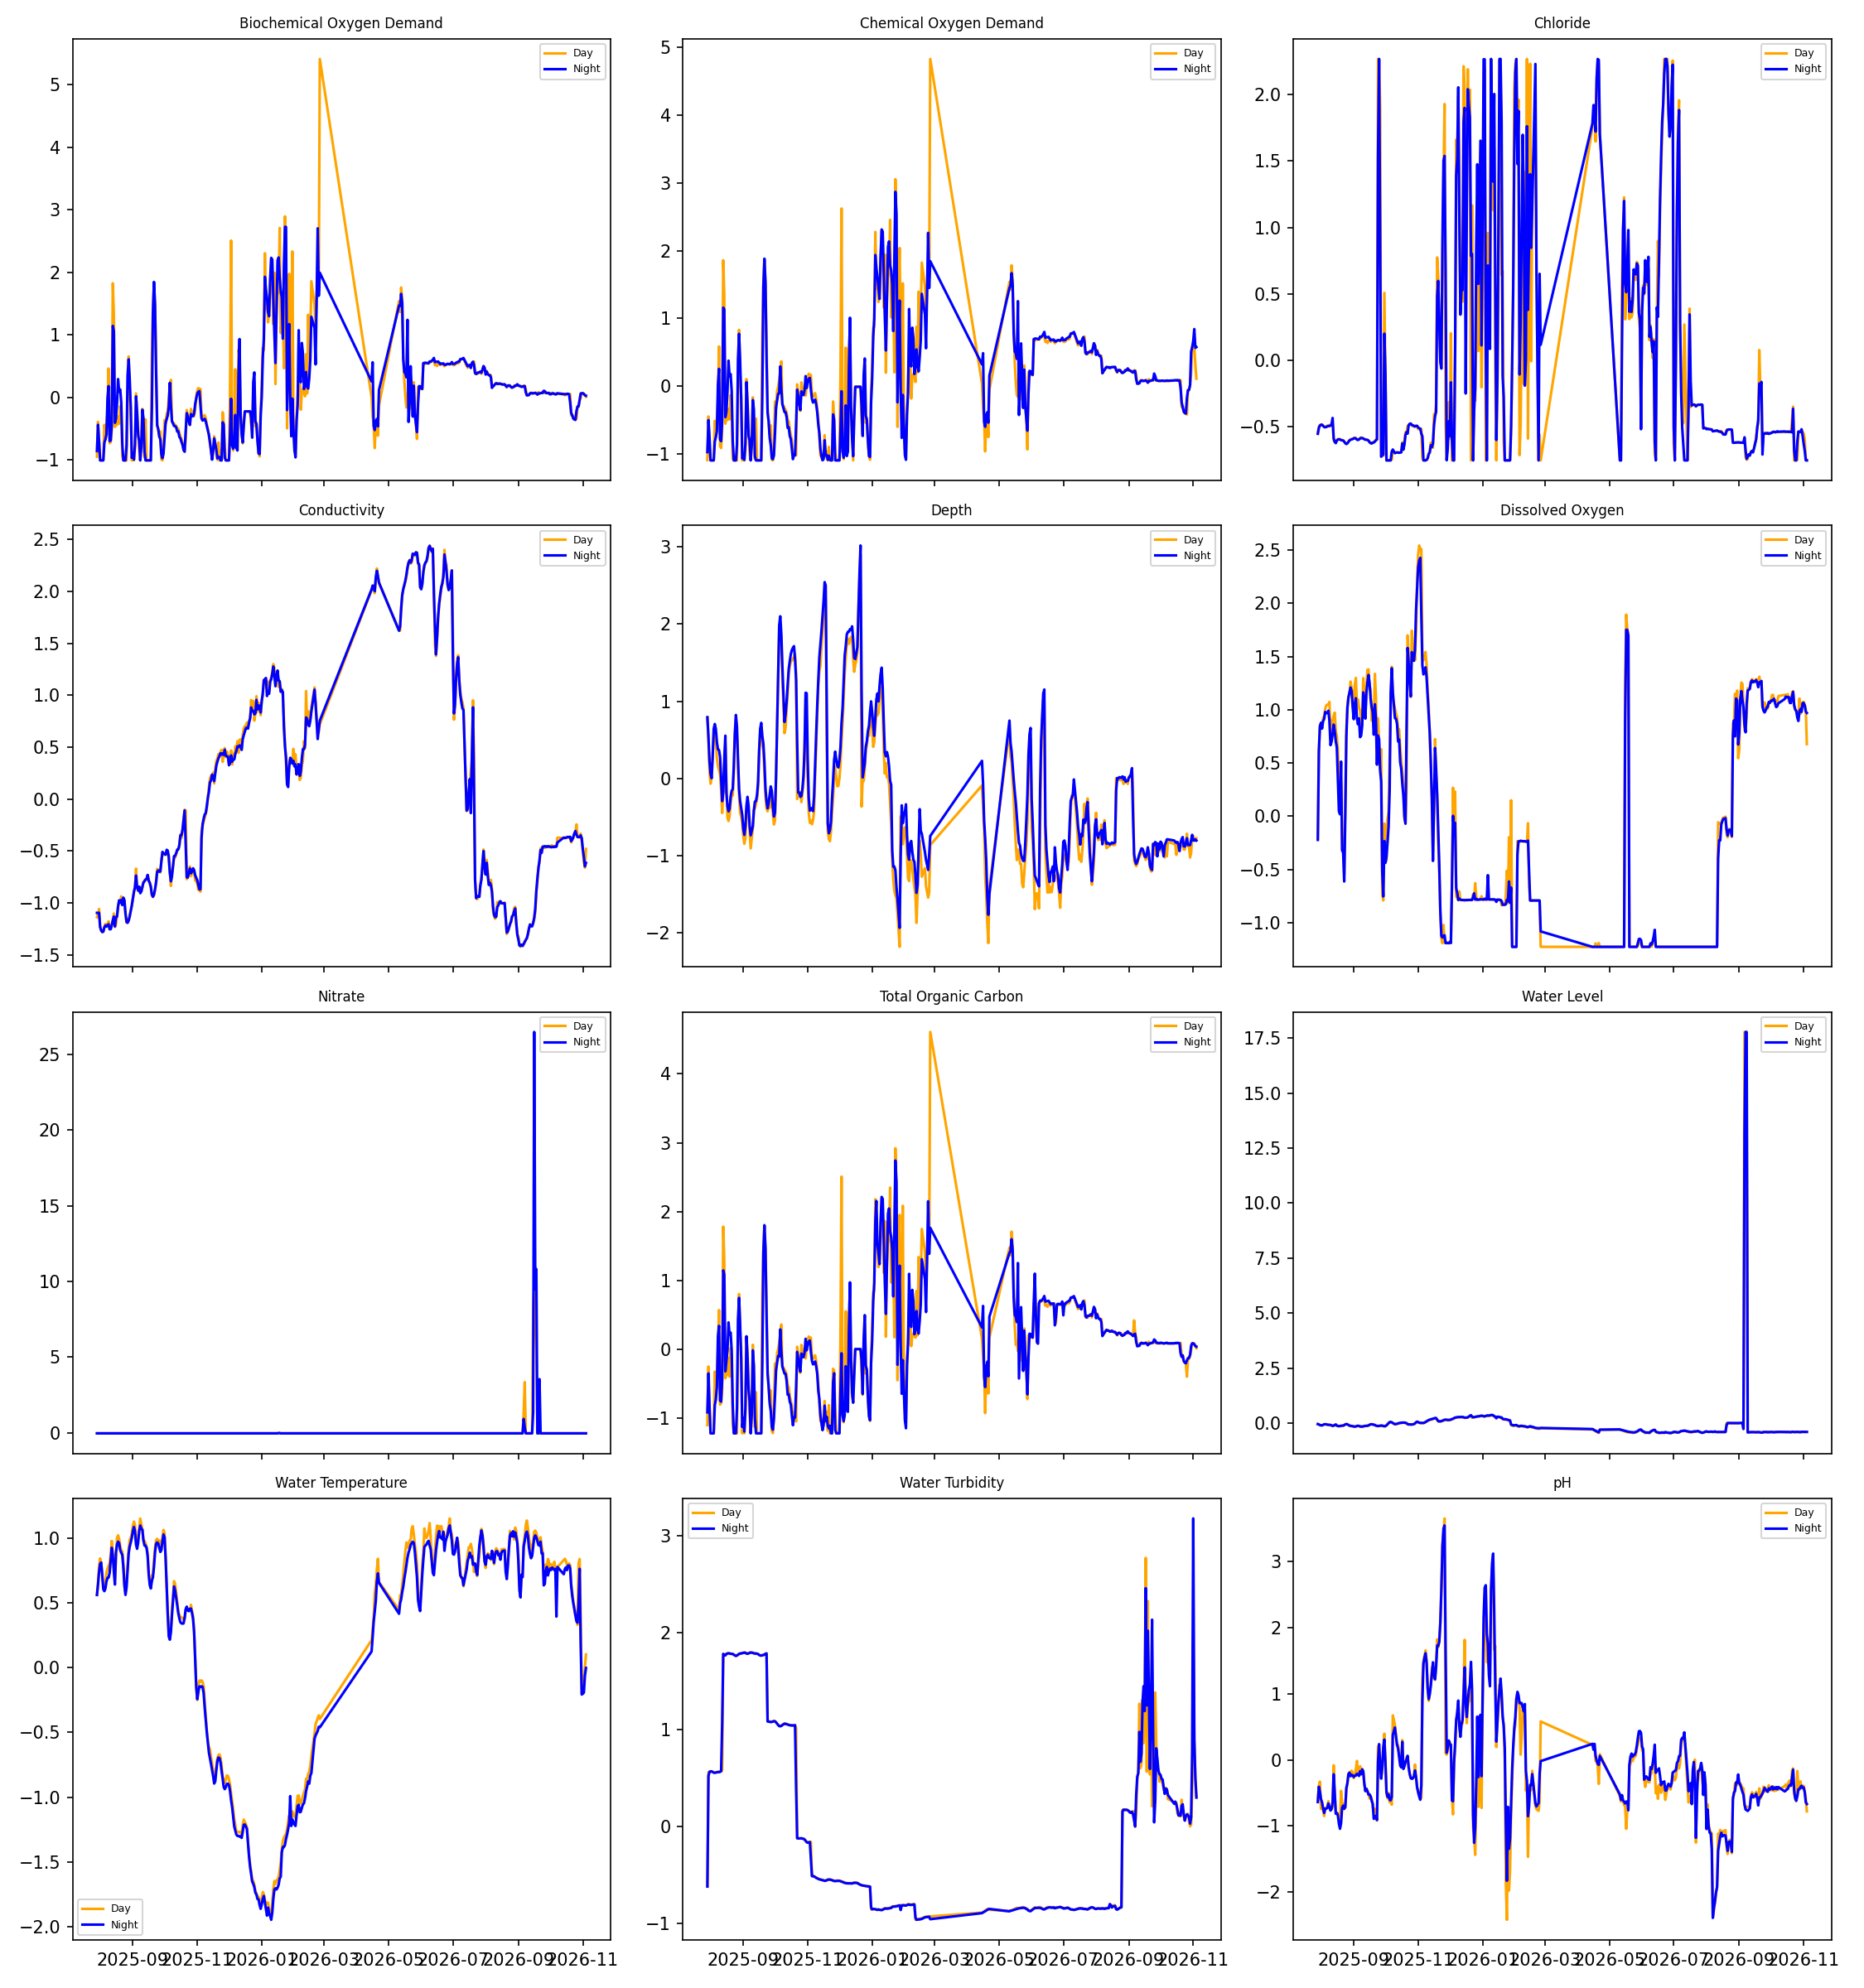 Biochemical Oxygen Demand
Day
Night
5
4
3
2
1
0
−1
Chemical Oxygen Demand
Day
Night
5
4
3
2
1
0
−1
Chloride
Day
Night
2.0
1.5
1.0
0.5
0.0
−0.5
Conductivity
Day
Night
2.5
2.0
1.5
1.0
0.5
0.0
−0.5
−1.0
−1.5
Depth
Day
Night
3
2
1
0
−1
−2
Dissolved Oxygen
Day
Night
2.5
2.0
1.5
1.0
0.5
0.0
−0.5
−1.0
Nitrate
Day
Night
25
20
15
10
5
0
Total Organic Carbon
Day
Night
4
3
2
1
0
−1
Water Level
Day
Night
17.5
15.0
12.5
10.0
7.5
5.0
2.5
0.0
Water Temperature
1.0
0.5
0.0
−0.5
−1.0
−1.5
−2.0
Day
Night
2025-09 2025-11 2026-01 2026-03 2026-05 2026-07 2026-09 2026-11
Water Turbidity
Day
Night
3
2
1
0
−1
2025-09 2025-11 2026-01 2026-03 2026-05 2026-07 2026-09 2026-11
pH
Day
Night
3
2
1
0
−1
−2
2025-09 2025-11 2026-01 2026-03 2026-05 2026-07 2026-09 2026-11